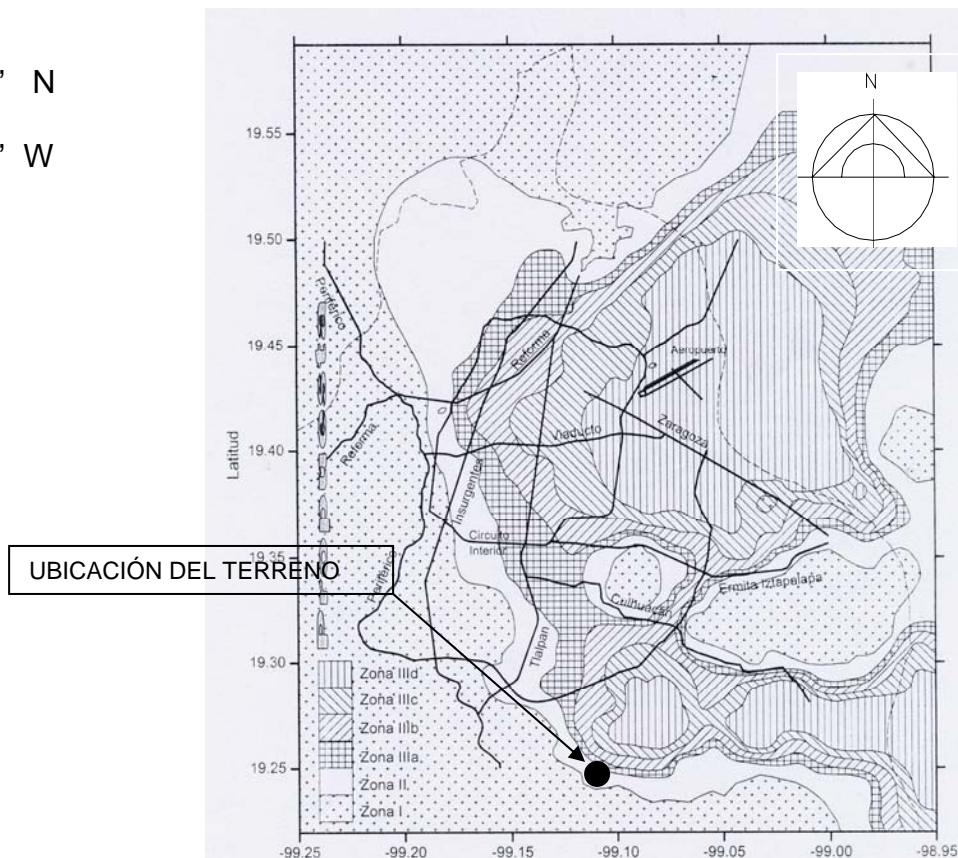 ’ N
’ W
N
19.55
19.50
19.45
19.40
19.35
19.30
19.25
Latitud
Periférico
Reforma
Reforma
Aeropuerto
Viaducto
Zaragoza
Insurgentes
Circuito
Interior
Periférico
Ermita Iztapalapa
Culhuacán
Tlalpan
UBICACIÓN DEL TERRENO
Zona IIId
Zona IIIc
Zona IIIb
Zona IIIa
Zona II
Zona I
-99.25
-99.20
-99.15
-99.10
-99.05
-99.00
-98.95